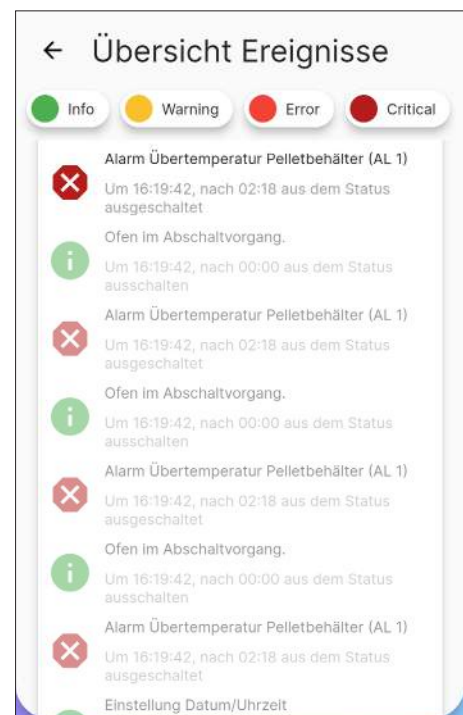 Übersicht Ereignisse
Info Warning Error Critical
Alarm Übertemperatur Pelletbehälter (AL 1)
Um 16:19:42, nach 02:18 aus dem Status
ausgeschaltet
Ofen im Abschaltvorgang.
Um 16:19:42, nach 00:00 aus dem Status
ausschalten
Alarm Übertemperatur Pelletbehälter (AL 1)
Um 16:19:42, nach 02:18 aus dem Status
ausgeschaltet
Ofen im Abschaltvorgang.
Um 16:19:42, nach 00:00 aus dem Status
ausschalten
Alarm Übertemperatur Pelletbehälter (AL 1)
Um 16:19:42, nach 02:18 aus dem Status
ausgeschaltet
Ofen im Abschaltvorgang.
Um 16:19:42, nach 00:00 aus dem Status
ausschalten
Alarm Übertemperatur Pelletbehälter (AL 1)
Um 16:19:42, nach 02:18 aus dem Status
ausgeschaltet
Einstellung Datum/Uhrzeit